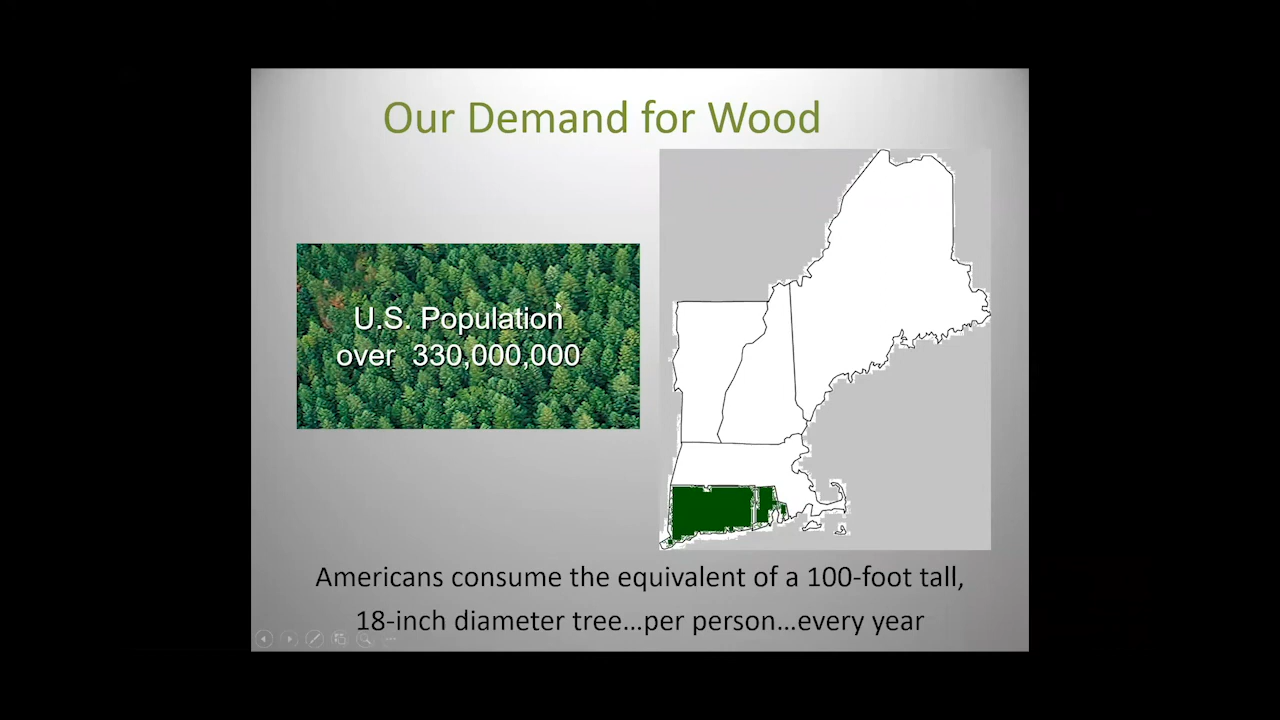 Our Demand for Wood
U.S. Population
over 330,000,000
Americans consume the equivalent of a 100-foot tall,
18-inch diameter tree...per person...every year